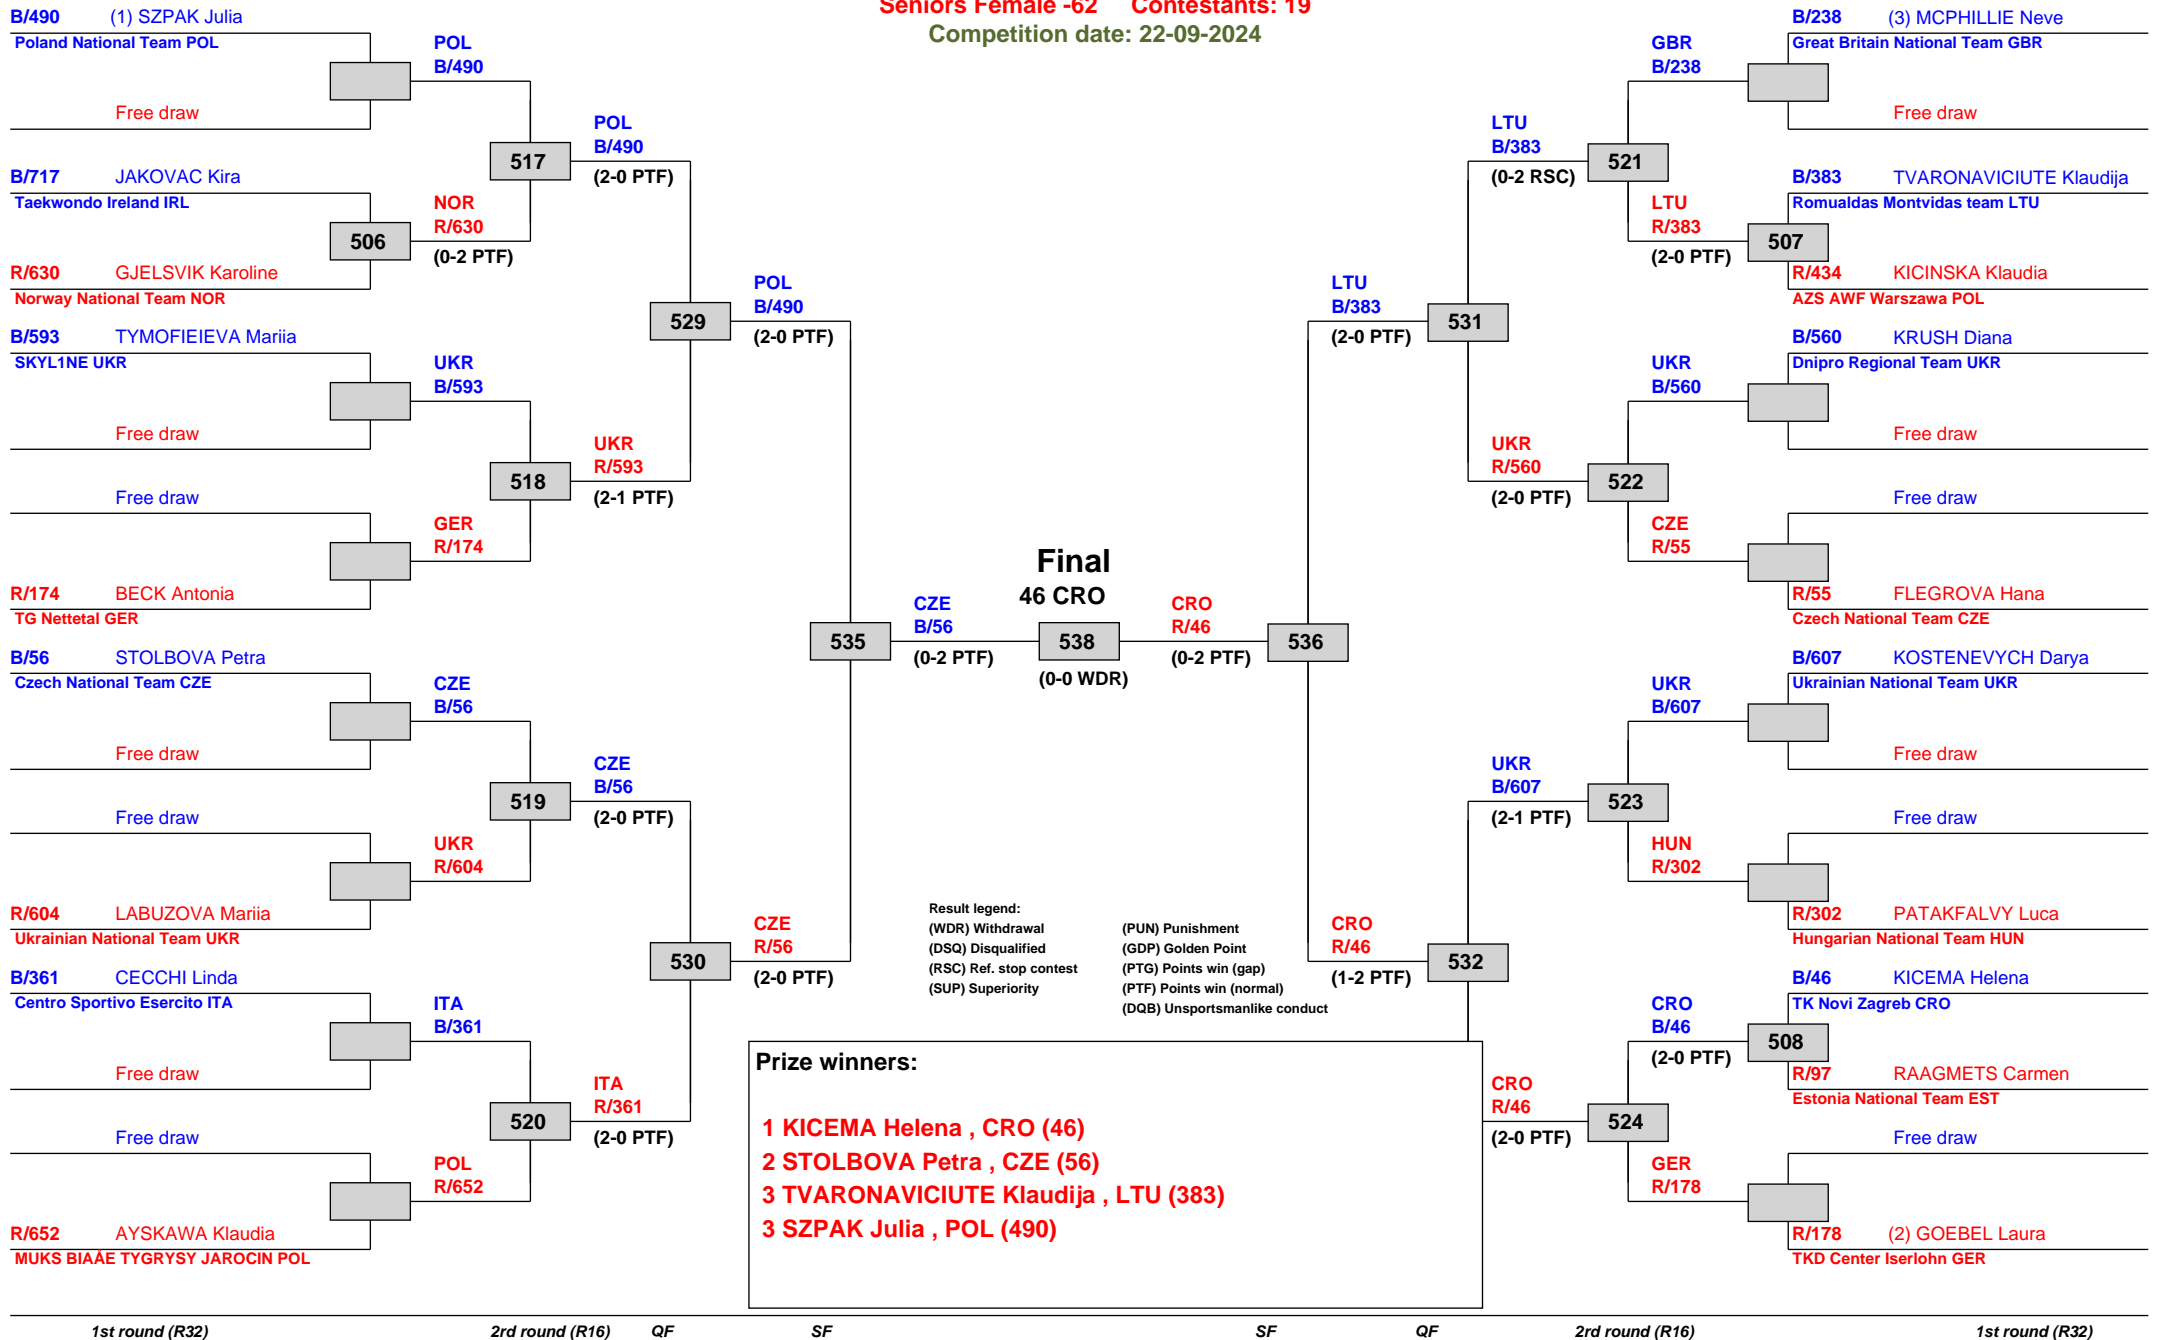 Seniors Female -62 Contestants: 19
Competition date: 22-09-2024
B/490 (1) SZPAK Julia
Poland National Team POL
Free draw
B/717 JAKOVAC Kira
Taekwondo Ireland IRL
506
R/630 GJELSVIK Karoline
Norway National Team NOR
B/593 TYMOFIEIEVA Mariia
SKYL1NE UKR
Free draw
Free draw
R/174 BECK Antonia
TG Nettetal GER
B/56 STOLBOVA Petra
Czech National Team CZE
Free draw
Free draw
R/604 LABUZOVA Mariia
Ukrainian National Team UKR
B/361 CECCHI Linda
Centro Sportivo Esercito ITA
Free draw
Free draw
R/652 AYSKAWA Klaudia
MUKS BIAÅE TYGRYSY JAROCIN POL
POL
B/490
517
NOR
R/630
(0-2 PTF)
UKR
B/593
518
GER
R/174
CZE
B/56
519
UKR
R/604
ITA
B/361
520
POL
R/652
POL
B/490
(2-0 PTF)
529
UKR
R/593
(2-1 PTF)
CZE
B/56
(2-0 PTF)
530
ITA
R/361
(2-0 PTF)
POL
B/490
(2-0 PTF)
535
CZE
R/56
(2-0 PTF)
CZE
B/56
(0-2 PTF)
Final
46 CRO
538
(0-0 WDR)
CRO
R/46
(0-2 PTF)
LTU
B/383
(2-0 PTF)
536
CRO
R/46
(1-2 PTF)
LTU
B/383
(0-2 RSC)
531
UKR
R/560
(2-0 PTF)
UKR
B/607
(2-1 PTF)
532
CRO
R/46
(2-0 PTF)
GBR
B/238
521
LTU
R/383
(2-0 PTF)
UKR
B/560
522
CZE
R/55
UKR
B/607
523
HUN
R/302
CRO
B/46
(2-0 PTF)
524
GER
R/178
B/238 (3) MCPHILLIE Neve
Great Britain National Team GBR
Free draw
B/383 TVARONAVICIUTE Klaudija
Romualdas Montvidas team LTU
507
R/434 KICINSKA Klaudia
AZS AWF Warszawa POL
B/560 KRUSH Diana
Dnipro Regional Team UKR
Free draw
Free draw
R/55 FLEGROVA Hana
Czech National Team CZE
B/607 KOSTENEVYCH Darya
Ukrainian National Team UKR
Free draw
Free draw
R/302 PATAKFALVY Luca
Hungarian National Team HUN
B/46 KICEMA Helena
TK Novi Zagreb CRO
508
R/97 RAAGMETS Carmen
Estonia National Team EST
Free draw
R/178 (2) GOEBEL Laura
TKD Center Iserlohn GER
Result legend:
(WDR) Withdrawal
(DSQ) Disqualified
(RSC) Ref. stop contest
(SUP) Superiority
(PUN) Punishment
(GDP) Golden Point
(PTG) Points win (gap)
(PTF) Points win (normal)
(DQB) Unsportsmanlike conduct
Prize winners:
1 KICEMA Helena , CRO (46)
2 STOLBOVA Petra , CZE (56)
3 TVARONAVICIUTE Klaudija , LTU (383)
3 SZPAK Julia , POL (490)
1st round (R32) 2rd round (R16) QF SF SF QF 2rd round (R16) 1st round (R32)